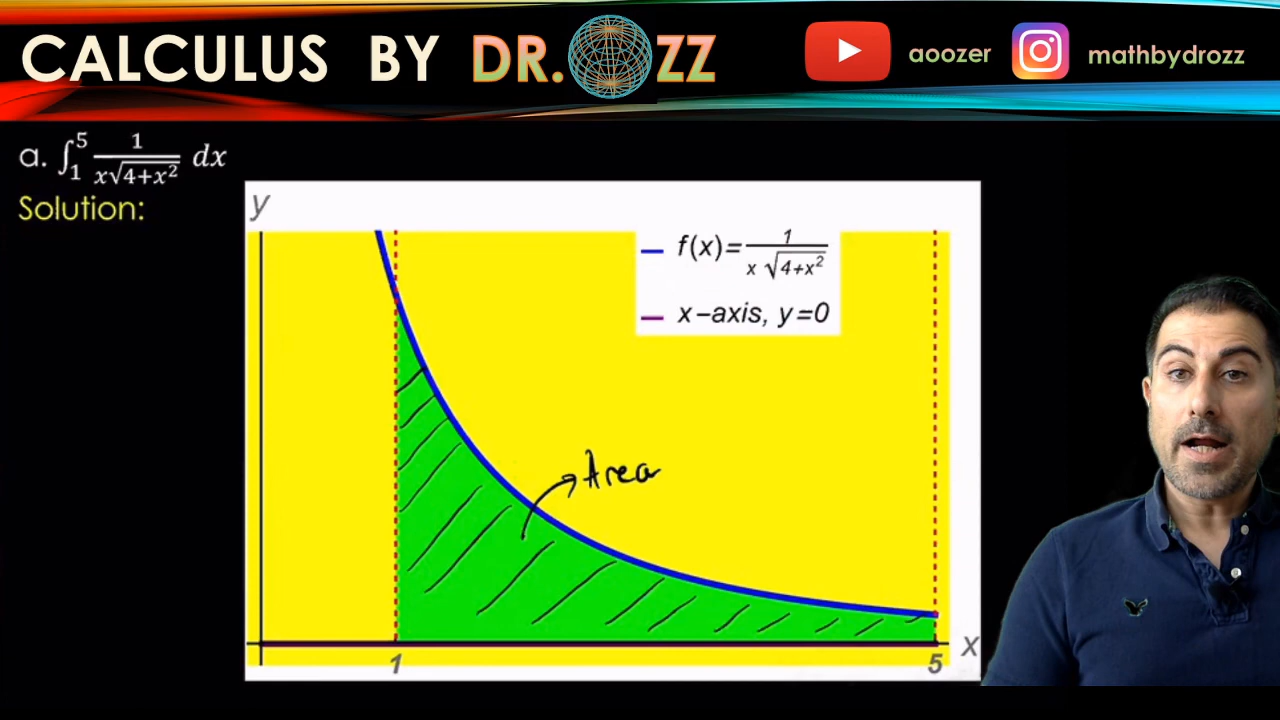 CALCULUS BY DR. OZZ
aoozer
mathbydrozz
a. ∫₁⁵ 1/(x√(4+x²)) dx
Solution:
y
f(x)=1/(x √(4+x²))
x-axis, y=0
Area
x
1
5